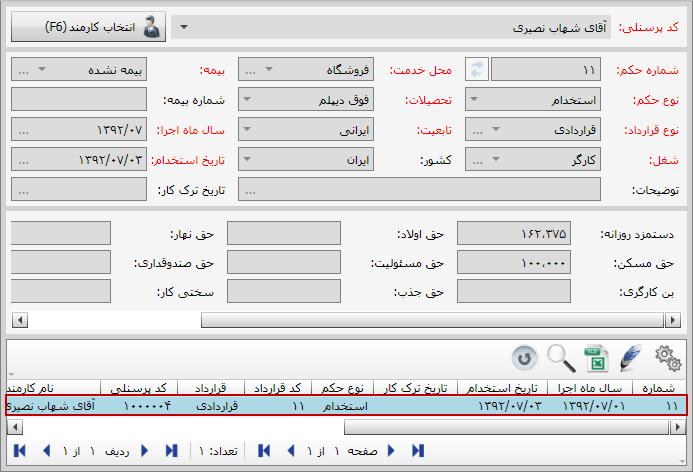 کد پرسنلی: آقای شهاب نصیری انتخاب کارمند (F6)
شماره حکم: ۱۱ محل خدمت: فروشگاه ... بیمه: بیمه نشده ...
نوع حکم: استخدام تحصیلات: فوق دیپلم شماره بیمه:
نوع قرارداد: قراردادی تابعیت: ایرانی سال ماه اجرا: ۱۳۹۲/۰۷ ...
شغل: کارگر ... کشور: ایران تاریخ استخدام: ۱۳۹۲/۰۷/۰۳ ...
توضیحات: ... تاریخ ترک کار: ...
دستمزد روزانه: ۱۶۲،۳۷۵ حق اولاد: حق نهار:
حق مسکن: ۱۰۰،۰۰۰ حق مسئولیت: حق صندوقداری:
بن کارگری: حق جذب: سختی کار:
شماره سال ماه اجرا تاریخ استخدام تاریخ ترک کار نوع حکم کد قرارداد قرارداد کد پرسنلی نام کارمند
۱۱ ۱۳۹۲/۰۷/۰۱ ۱۳۹۲/۰۷/۰۳ استخدام ۱۱ قراردادی ۱۰۰۰۰۰۴ آقای شهاب نصیری
صفحه ۱ از ۱ تعداد: ۱ ردیف ۱ از ۱